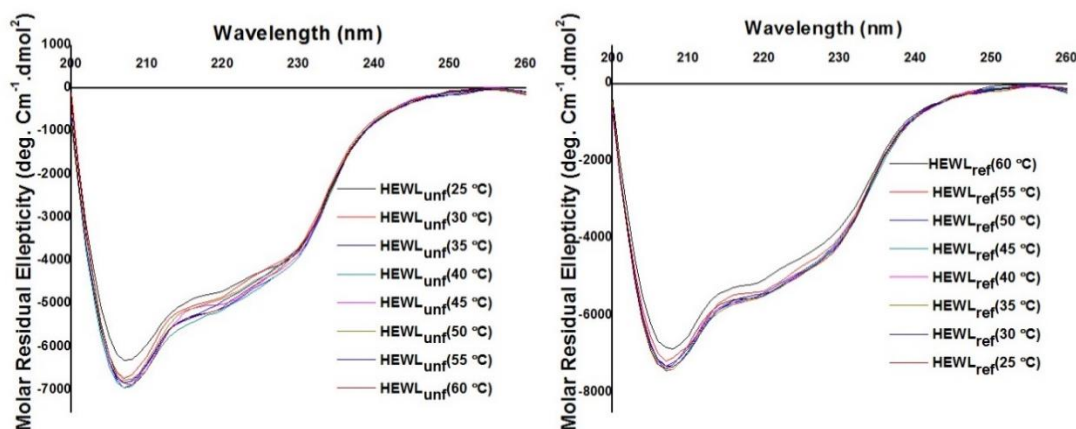 Wavelength (nm)
200 210 220 230 240 250 260
1000
0
-1000
-2000
-3000
-4000
-5000
-6000
-7000
Molar Residual Ellepticity (deg. Cm⁻¹.dmol²)
HEWLunf(25 °C)
HEWLunf(30 °C)
HEWLunf(35 °C)
HEWLunf(40 °C)
HEWLunf(45 °C)
HEWLunf(50 °C)
HEWLunf(55 °C)
HEWLunf(60 °C)
Wavelength (nm)
200 210 220 230 240 250 260
0
-2000
-4000
-6000
-8000
Molar Residual Ellepticity (deg. Cm⁻¹.dmol²)
HEWLref(60 °C)
HEWLref(55 °C)
HEWLref(50 °C)
HEWLref(45 °C)
HEWLref(40 °C)
HEWLref(35 °C)
HEWLref(30 °C)
HEWLref(25 °C)